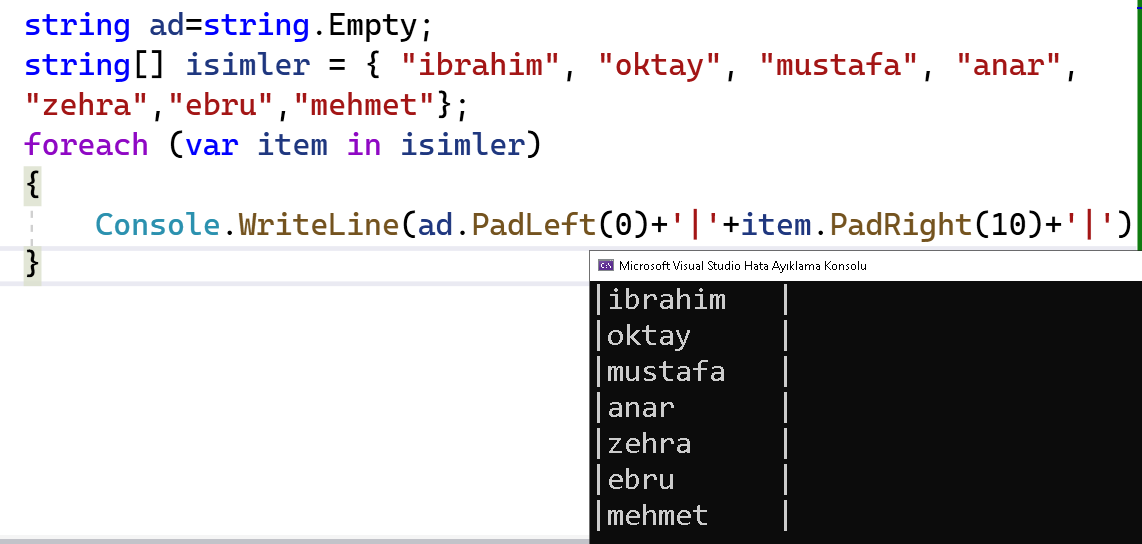 string ad=string.Empty;
string[] isimler = { "ibrahim", "oktay", "mustafa", "anar",
"zehra","ebru","mehmet"};
foreach (var item in isimler)
{
Console.WriteLine(ad.PadLeft(0)+'|'+item.PadRight(10)+'|')
}
Microsoft Visual Studio Hata Ayıklama Konsolu
|ibrahim   |
|oktay     |
|mustafa   |
|anar      |
|zehra     |
|ebru      |
|mehmet    |